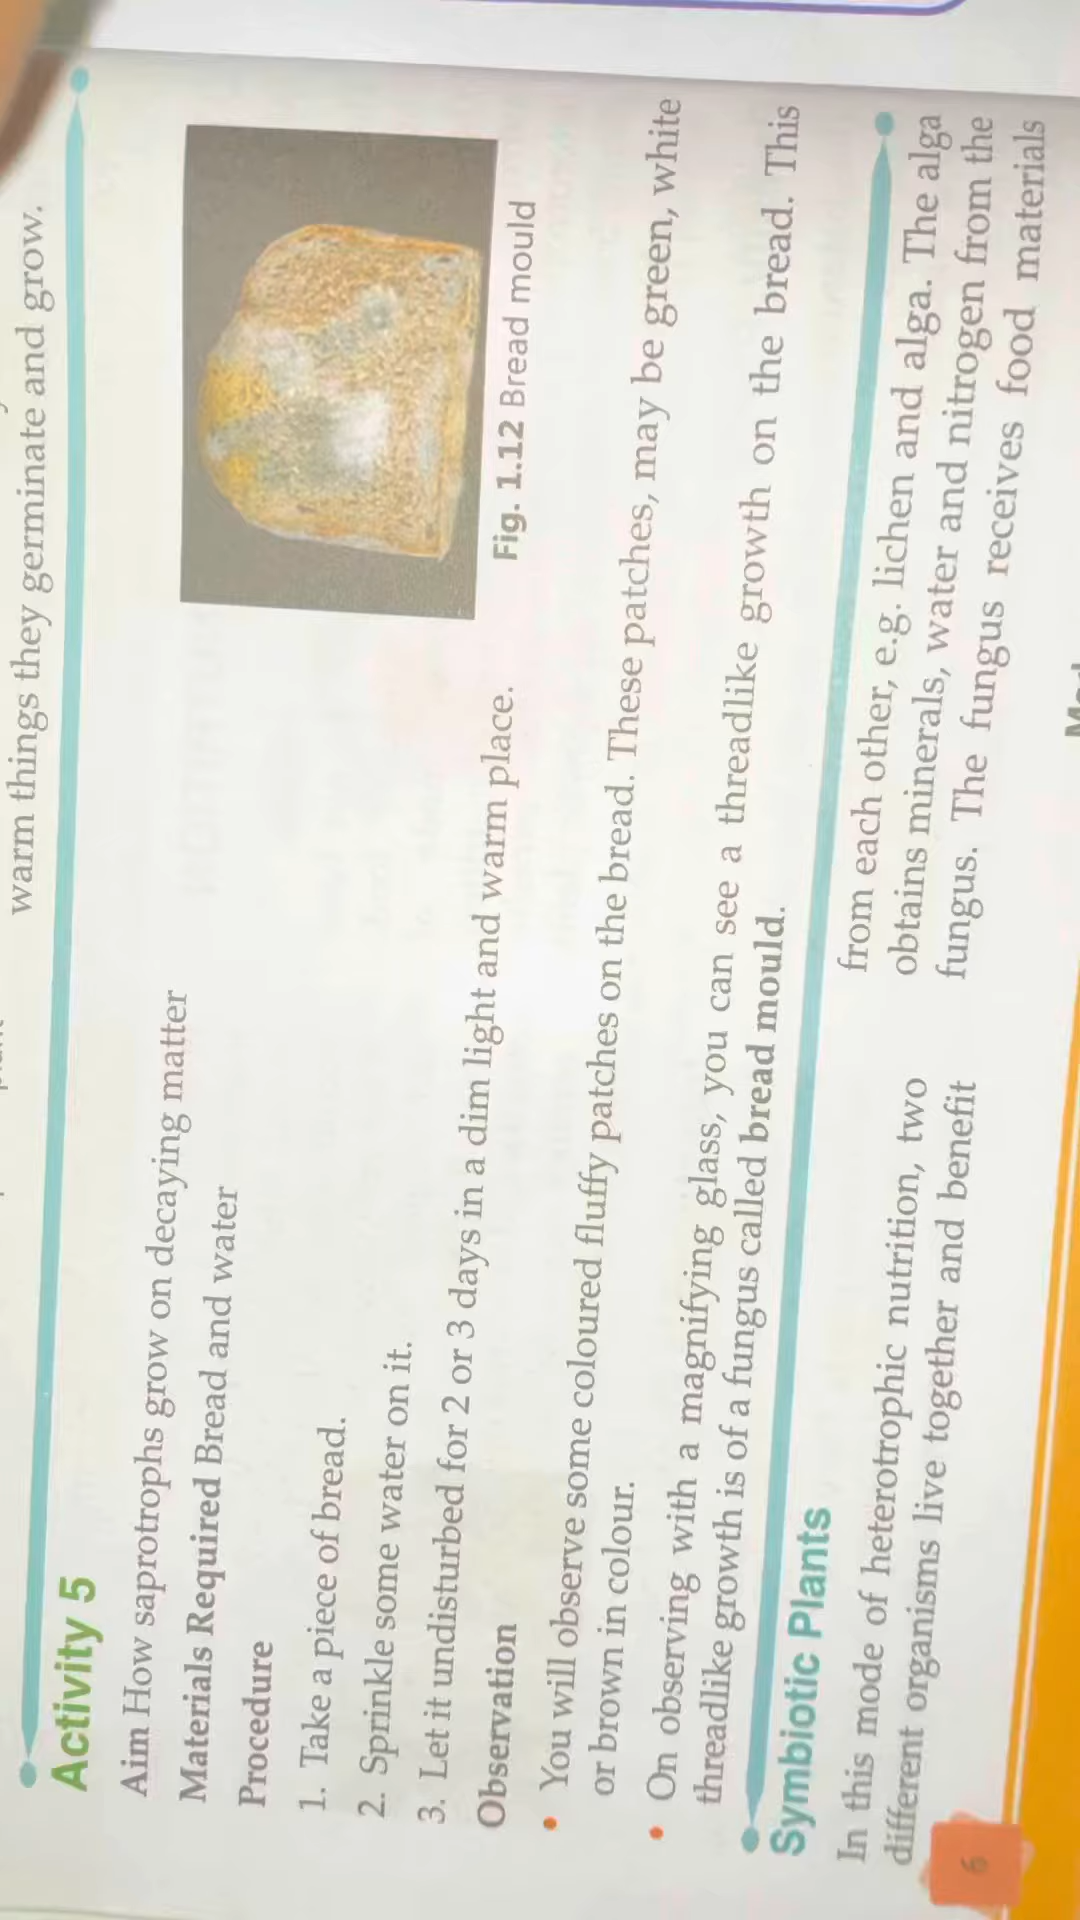 warm things they germinate and grow.
Activity 5
Aim How saprotrophs grow on decaying matter
Materials Required Bread and water
Procedure
1. Take a piece of bread.
2. Sprinkle some water on it.
3. Let it undisturbed for 2 or 3 days in a dim light and warm place.
Fig. 1.12 Bread mould
Observation
• You will observe some coloured fluffy patches on the bread. These patches, may be green, white
or brown in colour.
• On observing with a magnifying glass, you can see a threadlike growth on the bread. This
threadlike growth is of a fungus called bread mould.
Symbiotic Plants
In this mode of heterotrophic nutrition, two
different organisms live together and benefit
from each other, e.g. lichen and alga. The alga
obtains minerals, water and nitrogen from the
fungus. The fungus receives food materials
6